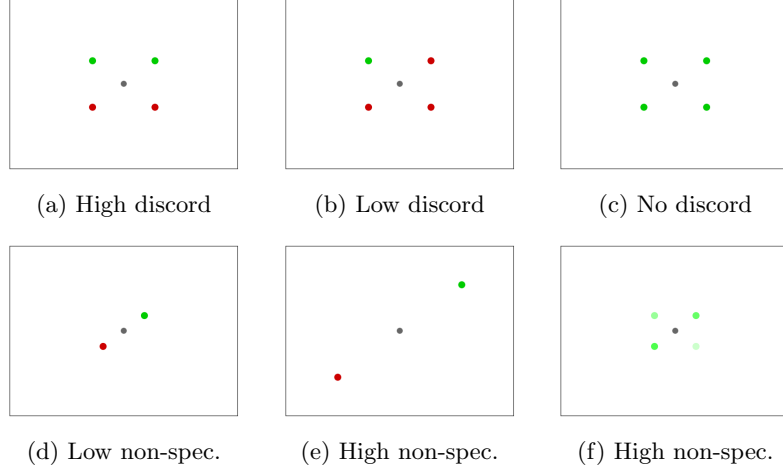 (a) High discord
(b) Low discord
(c) No discord
(d) Low non-spec.
(e) High non-spec.
(f) High non-spec.